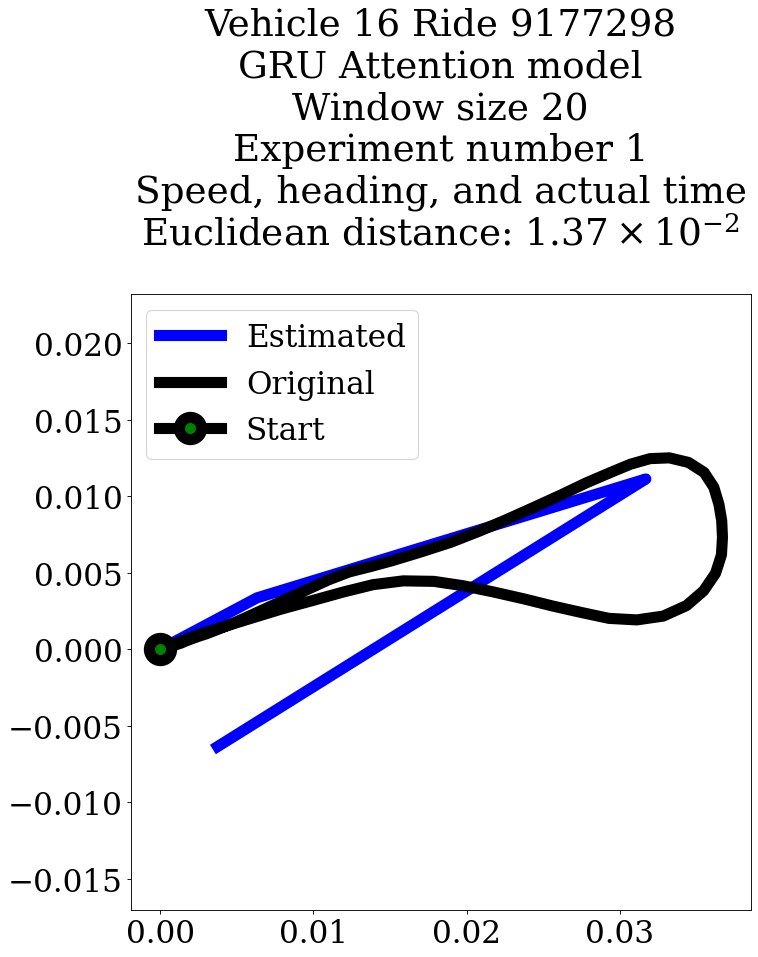 Vehicle 16 Ride 9177298
GRU Attention model
Window size 20
Experiment number 1
Speed, heading, and actual time
Euclidean distance: 1.37 × 10⁻²
Estimated
Original
Start
0.020
0.015
0.010
0.005
0.000
−0.005
−0.010
−0.015
0.00 0.01 0.02 0.03